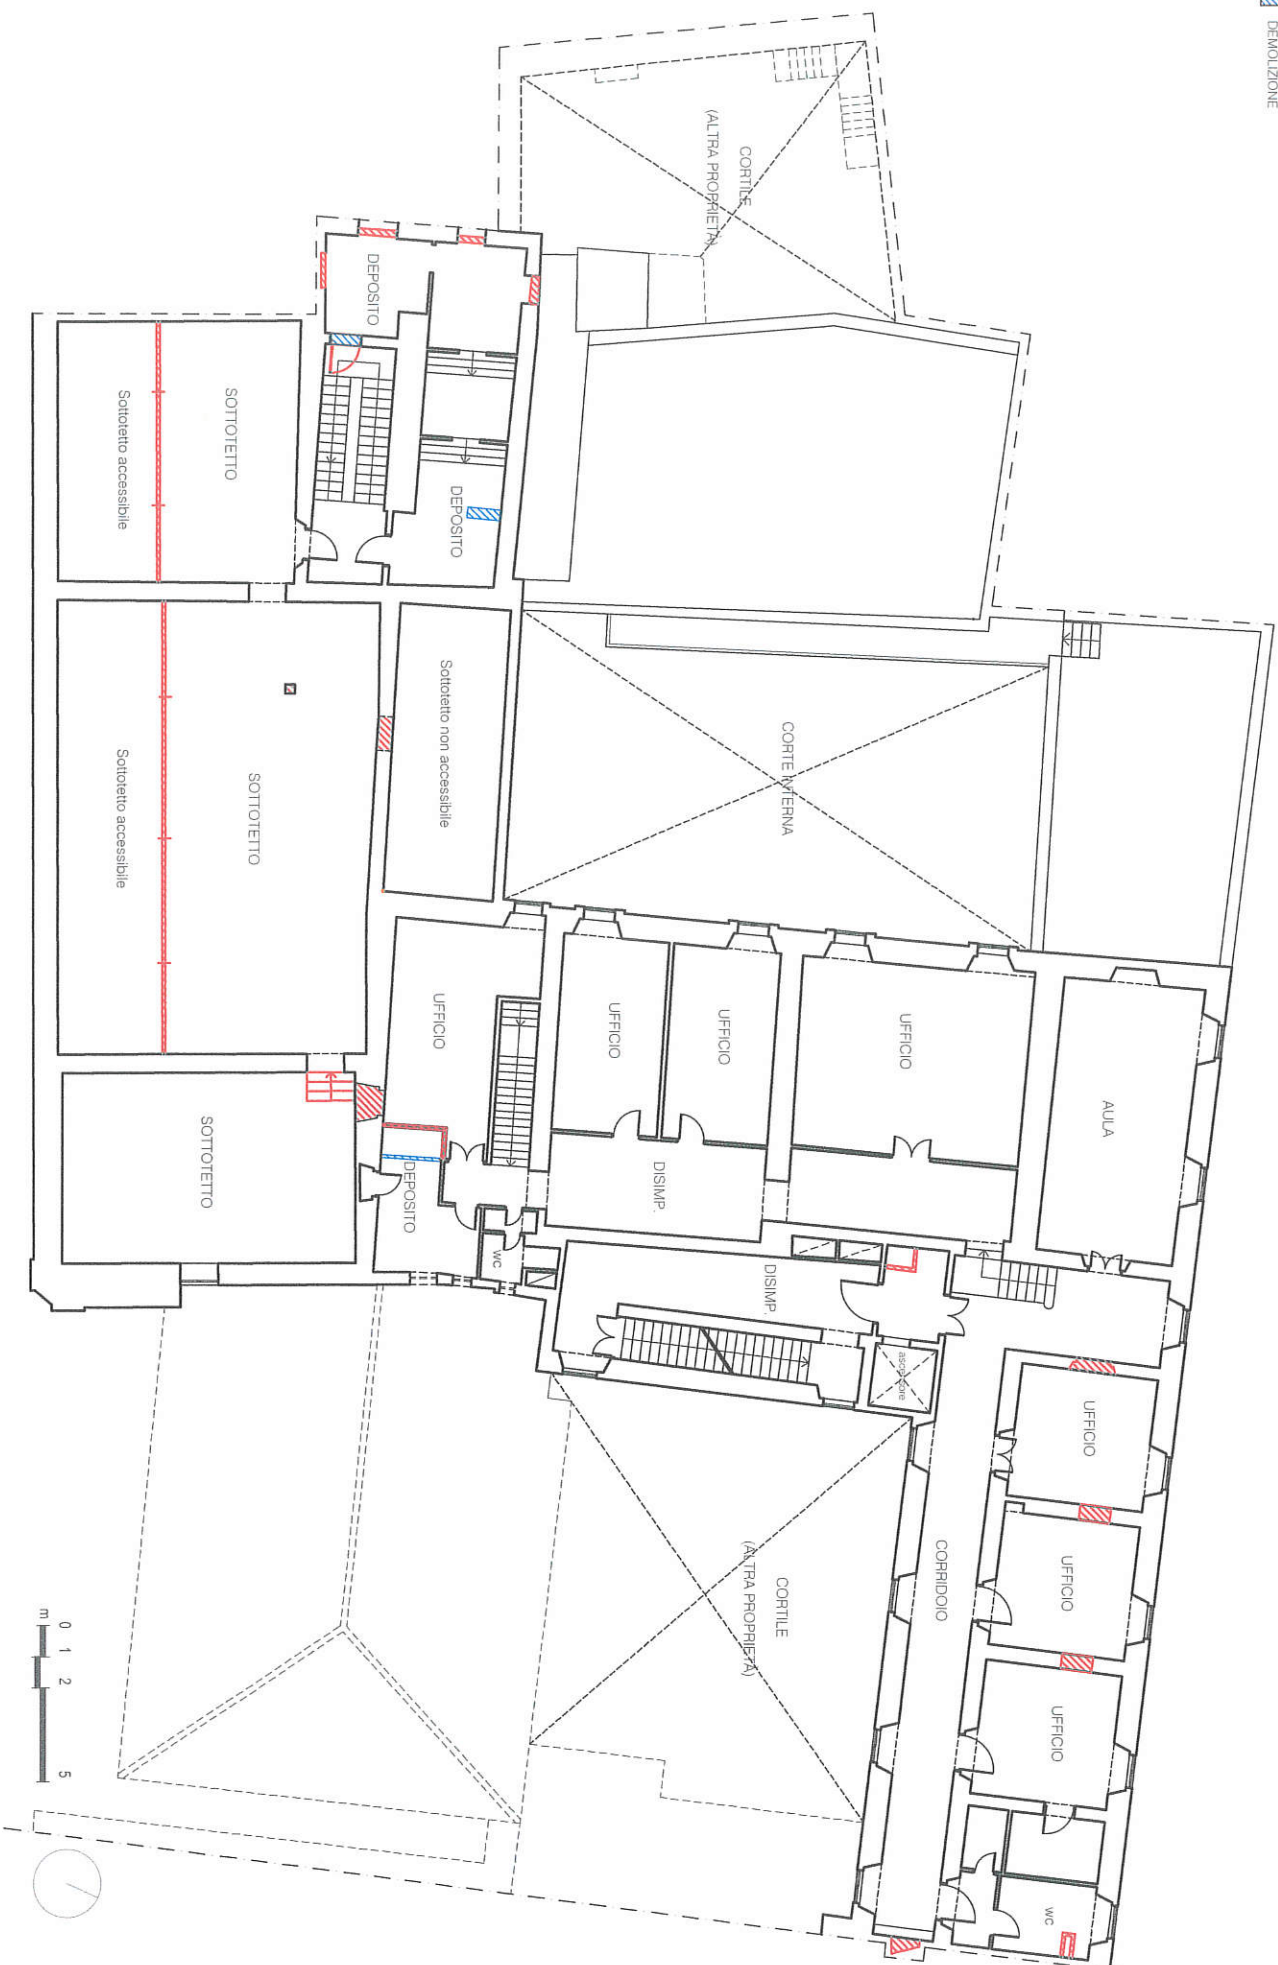 DEMOLIZIONE
CORTILE
(ALTRA PROPRIETÀ)
DEPOSITO
SOTTOTETTO
Sottotetto accessibile
DEPOSITO
Sottotetto non accessibile
CORTE INTERNA
SOTTOTETTO
Sottotetto accessibile
UFFICIO
UFFICIO
UFFICIO
UFFICIO
AULA
SOTTOTETTO
DEPOSITO
DISIMP.
WC
DISIMP.
ascensore
UFFICIO
UFFICIO
UFFICIO
CORRIDOIO
CORTILE
(ALTRA PROPRIETÀ)
WC
0 1 2 5
m